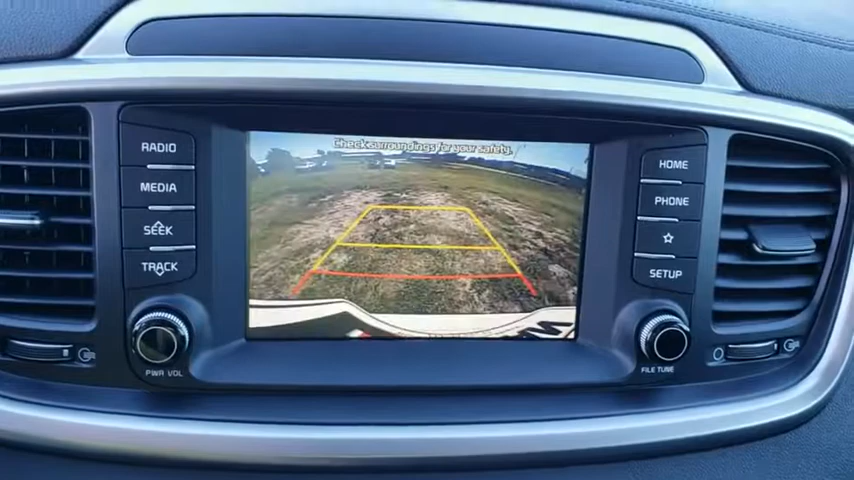 Check surroundings for your safety.
RADIO
MEDIA
SEEK
TRACK
PWR VOL
HOME
PHONE
SETUP
FILE TUNE